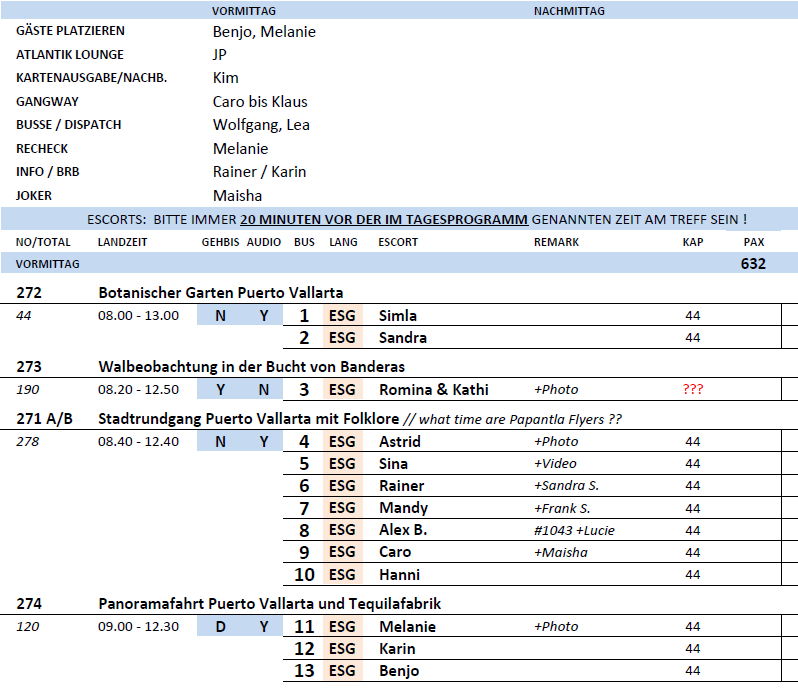 VORMITTAG NACHMITTAG
GÄSTE PLATZIEREN Benjo, Melanie
ATLANTIK LOUNGE JP
KARTENAUSGABE/NACHB. Kim
GANGWAY Caro bis Klaus
BUSSE / DISPATCH Wolfgang, Lea
RECHECK Melanie
INFO / BRB Rainer / Karin
JOKER Maisha
ESCORTS: BITTE IMMER 20 MINUTEN VOR DER IM TAGESPROGRAMM GENANNTEN ZEIT AM TREFF SEIN !
NO/TOTAL LANDZEIT GEHBIS AUDIO BUS LANG ESCORT REMARK KAP PAX
VORMITTAG 632
272 Botanischer Garten Puerto Vallarta
44 08.00 - 13.00 N Y 1 ESG Simla 44
2 ESG Sandra 44
273 Walbeobachtung in der Bucht von Banderas
190 08.20 - 12.50 Y N 3 ESG Romina & Kathi +Photo ???
271 A/B Stadtrundgang Puerto Vallarta mit Folklore // what time are Papantla Flyers ??
278 08.40 - 12.40 N Y 4 ESG Astrid +Photo 44
5 ESG Sina +Video 44
6 ESG Rainer +Sandra S. 44
7 ESG Mandy +Frank S. 44
8 ESG Alex B. #1043 +Lucie 44
9 ESG Caro +Maisha 44
10 ESG Hanni 44
274 Panoramafahrt Puerto Vallarta und Tequilafabrik
120 09.00 - 12.30 D Y 11 ESG Melanie +Photo 44
12 ESG Karin 44
13 ESG Benjo 44